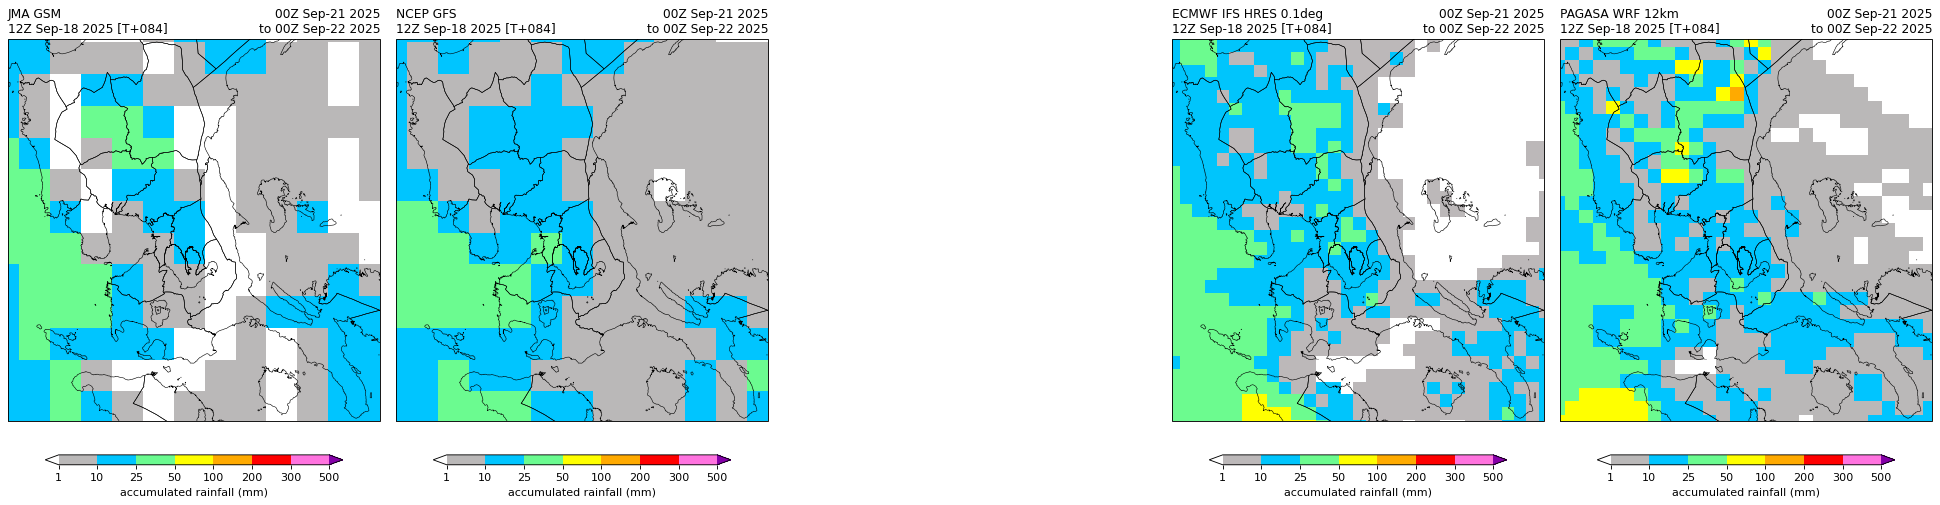 JMA GSM 00Z Sep-21 2025
12Z Sep-18 2025 [T+084] to 00Z Sep-22 2025
1 10 25 50 100 200 300 500
accumulated rainfall (mm)
NCEP GFS 00Z Sep-21 2025
12Z Sep-18 2025 [T+084] to 00Z Sep-22 2025
1 10 25 50 100 200 300 500
accumulated rainfall (mm)
ECMWF IFS HRES 0.1deg 00Z Sep-21 2025
12Z Sep-18 2025 [T+084] to 00Z Sep-22 2025
1 10 25 50 100 200 300 500
accumulated rainfall (mm)
PAGASA WRF 12km 00Z Sep-21 2025
12Z Sep-18 2025 [T+084] to 00Z Sep-22 2025
1 10 25 50 100 200 300 500
accumulated rainfall (mm)